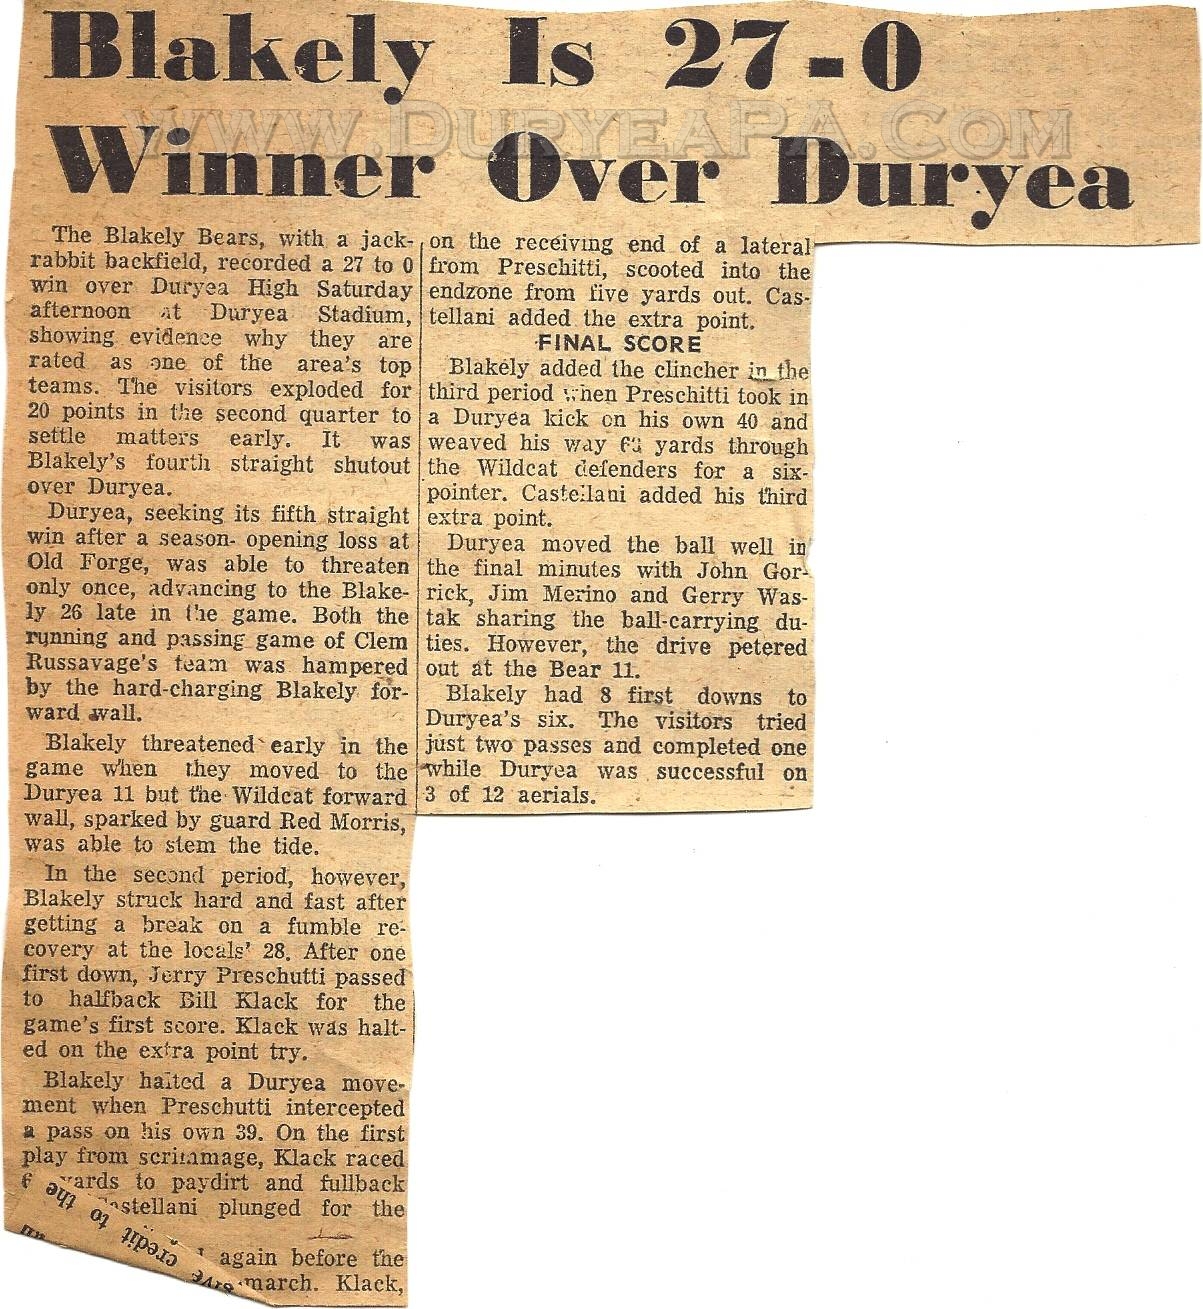 Blakely Is 27-0
www.DuryeaPA.Com
Winner Over Duryea
The Blakely Bears, with a jack-
rabbit backfield, recorded a 27 to 0
win over Duryea High Saturday
afternoon at Duryea Stadium,
showing evidence why they are
rated as one of the area's top
teams. The visitors exploded for
20 points in the second quarter to
settle matters early. It was
Blakely's fourth straight shutout
over Duryea.
Duryea, seeking its fifth straight
win after a season- opening loss at
Old Forge, was able to threaten
only once, advancing to the Blake-
ly 26 late in the game. Both the
running and passing game of Clem
Russavage's team was hampered
by the hard-charging Blakely for-
ward wall.
Blakely threatened early in the
game when they moved to the
Duryea 11 but the Wildcat forward
wall, sparked by guard Red Morris,
was able to stem the tide.
In the second period, however,
Blakely struck hard and fast after
getting a break on a fumble re-
covery at the locals' 28. After one
first down, Jerry Preschutti passed
to halfback Bill Klack for the
game's first score. Klack was halt-
ed on the extra point try.
Blakely halted a Duryea move-
ment when Preschutti intercepted
a pass on his own 39. On the first
play from scrimmage, Klack raced
yards to paydirt and fullback
Castellani plunged for the
again before the
march. Klack,
credit to the
on the receiving end of a lateral
from Preschitti, scooted into the
endzone from five yards out. Cas-
tellani added the extra point.
FINAL SCORE
Blakely added the clincher in the
third period when Preschitti took in
a Duryea kick on his own 40 and
weaved his way yards through
the Wildcat defenders for a six-
pointer. Castellani added his third
extra point.
Duryea moved the ball well in
the final minutes with John Gor-
rick, Jim Merino and Gerry Was-
tak sharing the ball-carrying du-
ties. However, the drive petered
out at the Bear 11.
Blakely had 8 first downs to
Duryea's six. The visitors tried
just two passes and completed one
while Duryea was successful on
3 of 12 aerials.